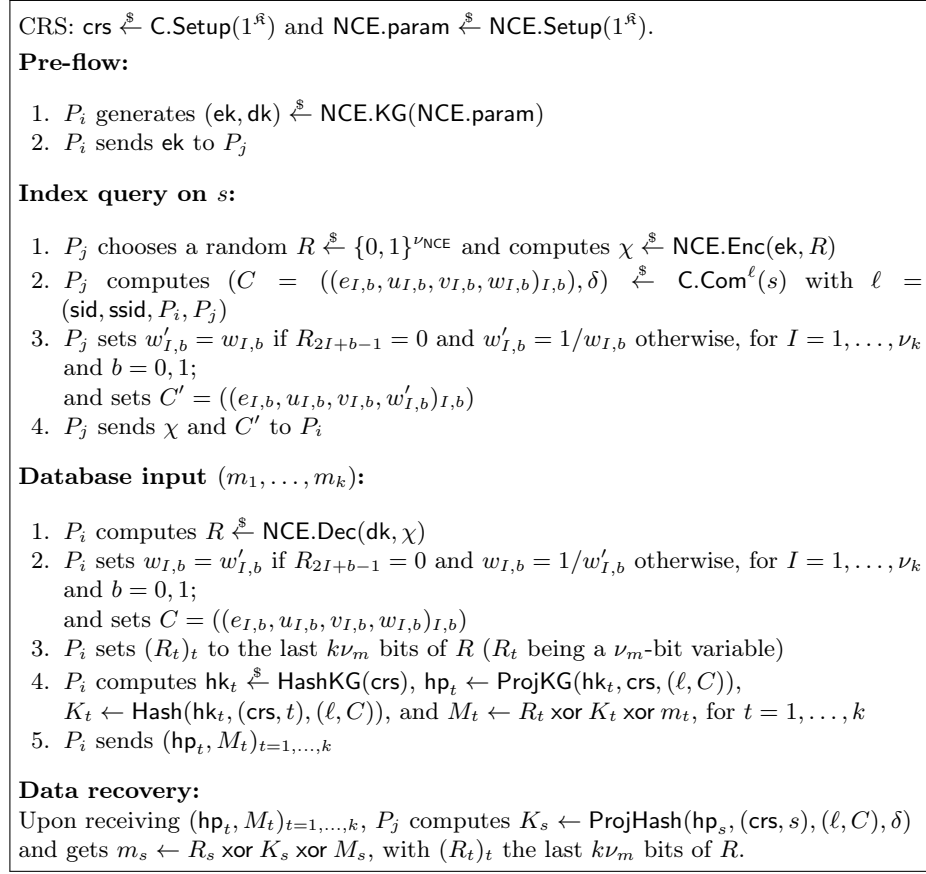 CRS: crs $← C.Setup(1^𝔎) and NCE.param $← NCE.Setup(1^𝔎).
Pre-flow:
1. P_i generates (ek, dk) $← NCE.KG(NCE.param)
2. P_i sends ek to P_j
Index query on s:
1. P_j chooses a random R $← {0, 1}^{ν_NCE} and computes χ $← NCE.Enc(ek, R)
2. P_j computes (C = ((e_{I,b}, u_{I,b}, v_{I,b}, w_{I,b})_{I,b}), δ) $← C.Com^ℓ(s) with ℓ =
(sid, ssid, P_i, P_j)
3. P_j sets w'_{I,b} = w_{I,b} if R_{2I+b−1} = 0 and w'_{I,b} = 1/w_{I,b} otherwise, for I = 1, . . . , ν_k
and b = 0, 1;
and sets C' = ((e_{I,b}, u_{I,b}, v_{I,b}, w'_{I,b})_{I,b})
4. P_j sends χ and C' to P_i
Database input (m_1, . . . , m_k):
1. P_i computes R $← NCE.Dec(dk, χ)
2. P_i sets w_{I,b} = w'_{I,b} if R_{2I+b−1} = 0 and w_{I,b} = 1/w'_{I,b} otherwise, for I = 1, . . . , ν_k
and b = 0, 1;
and sets C = ((e_{I,b}, u_{I,b}, v_{I,b}, w_{I,b})_{I,b})
3. P_i sets (R_t)_t to the last kν_m bits of R (R_t being a ν_m-bit variable)
4. P_i computes hk_t $← HashKG(crs), hp_t ← ProjKG(hk_t, crs, (ℓ, C)),
K_t ← Hash(hk_t, (crs, t), (ℓ, C)), and M_t ← R_t xor K_t xor m_t, for t = 1, . . . , k
5. P_i sends (hp_t, M_t)_{t=1,...,k}
Data recovery:
Upon receiving (hp_t, M_t)_{t=1,...,k}, P_j computes K_s ← ProjHash(hp_s, (crs, s), (ℓ, C), δ)
and gets m_s ← R_s xor K_s xor M_s, with (R_t)_t the last kν_m bits of R.